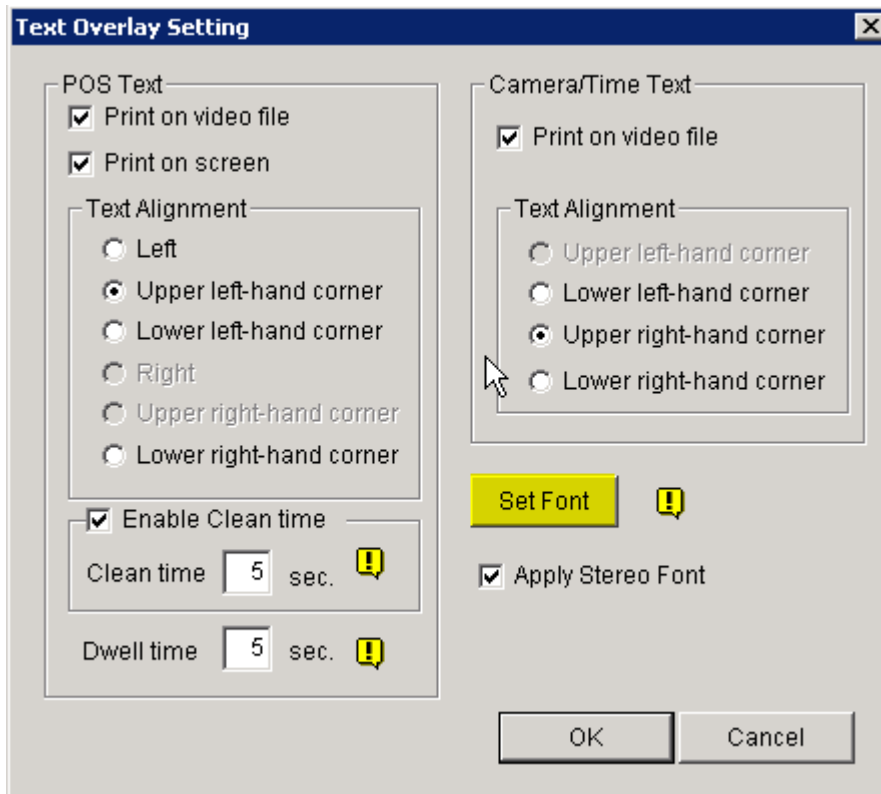 Text Overlay Setting
POS Text
Print on video file
Print on screen
Text Alignment
Left
Upper left-hand corner
Lower left-hand corner
Right
Upper right-hand corner
Lower right-hand corner
Enable Clean time
Clean time 5 sec.
Dwell time 5 sec.
Camera/Time Text
Print on video file
Text Alignment
Upper left-hand corner
Lower left-hand corner
Upper right-hand corner
Lower right-hand corner
Set Font
Apply Stereo Font
OK Cancel